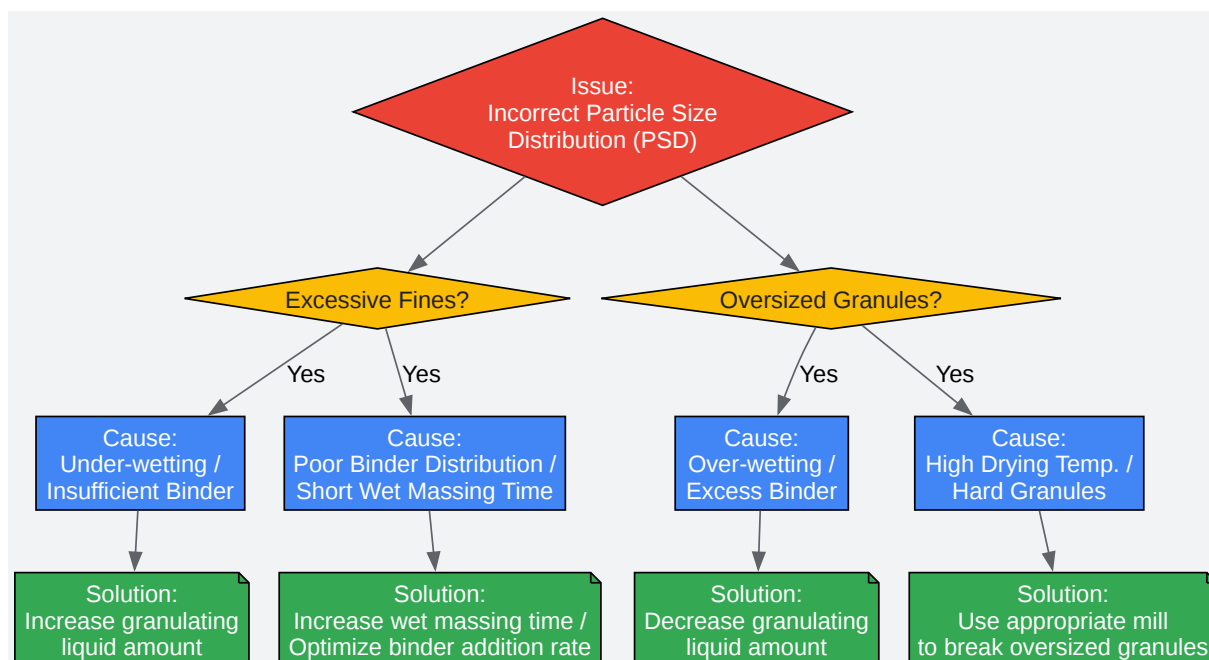 Issue:
Incorrect Particle Size
Distribution (PSD)
Excessive Fines?
Oversized Granules?
Yes
Yes
Yes
Yes
Cause:
Under-wetting /
Insufficient Binder
Cause:
Poor Binder Distribution /
Short Wet Massing Time
Cause:
Over-wetting /
Excess Binder
Cause:
High Drying Temp. /
Hard Granules
Solution:
Increase granulating
liquid amount
Solution:
Increase wet massing time /
Optimize binder addition rate
Solution:
Decrease granulating
liquid amount
Solution:
Use appropriate mill
to break oversized granules